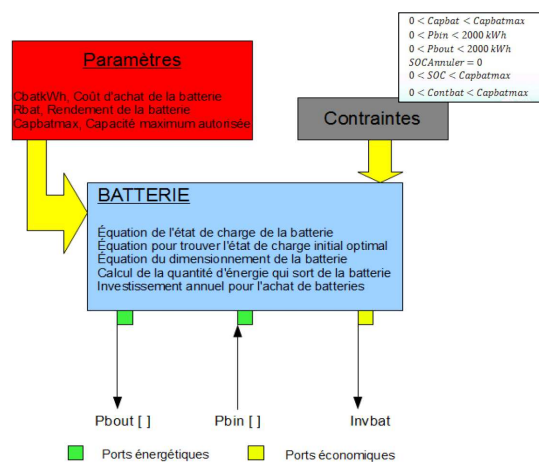 Paramètres
CbatkWh, Coût d'achat de la batterie
Rbat, Rendement de la batterie
Capbatmax, Capacité maximum autorisée
0 < Capbat < Capbatmax
0 < Pbin < 2000 kWh
0 < Pbout < 2000 kWh
SOCAnnuler = 0
0 < SOC < Capbatmax
0 < Contbat < Capbatmax
Contraintes
BATTERIE
Équation de l'état de charge de la batterie
Équation pour trouver l'état de charge initial optimal
Équation du dimensionnement de la batterie
Calcul de la quantité d'énergie qui sort de la batterie
Investissement annuel pour l'achat de batteries
Pbout [ ]
Pbin [ ]
Invbat
Ports énergétiques
Ports économiques